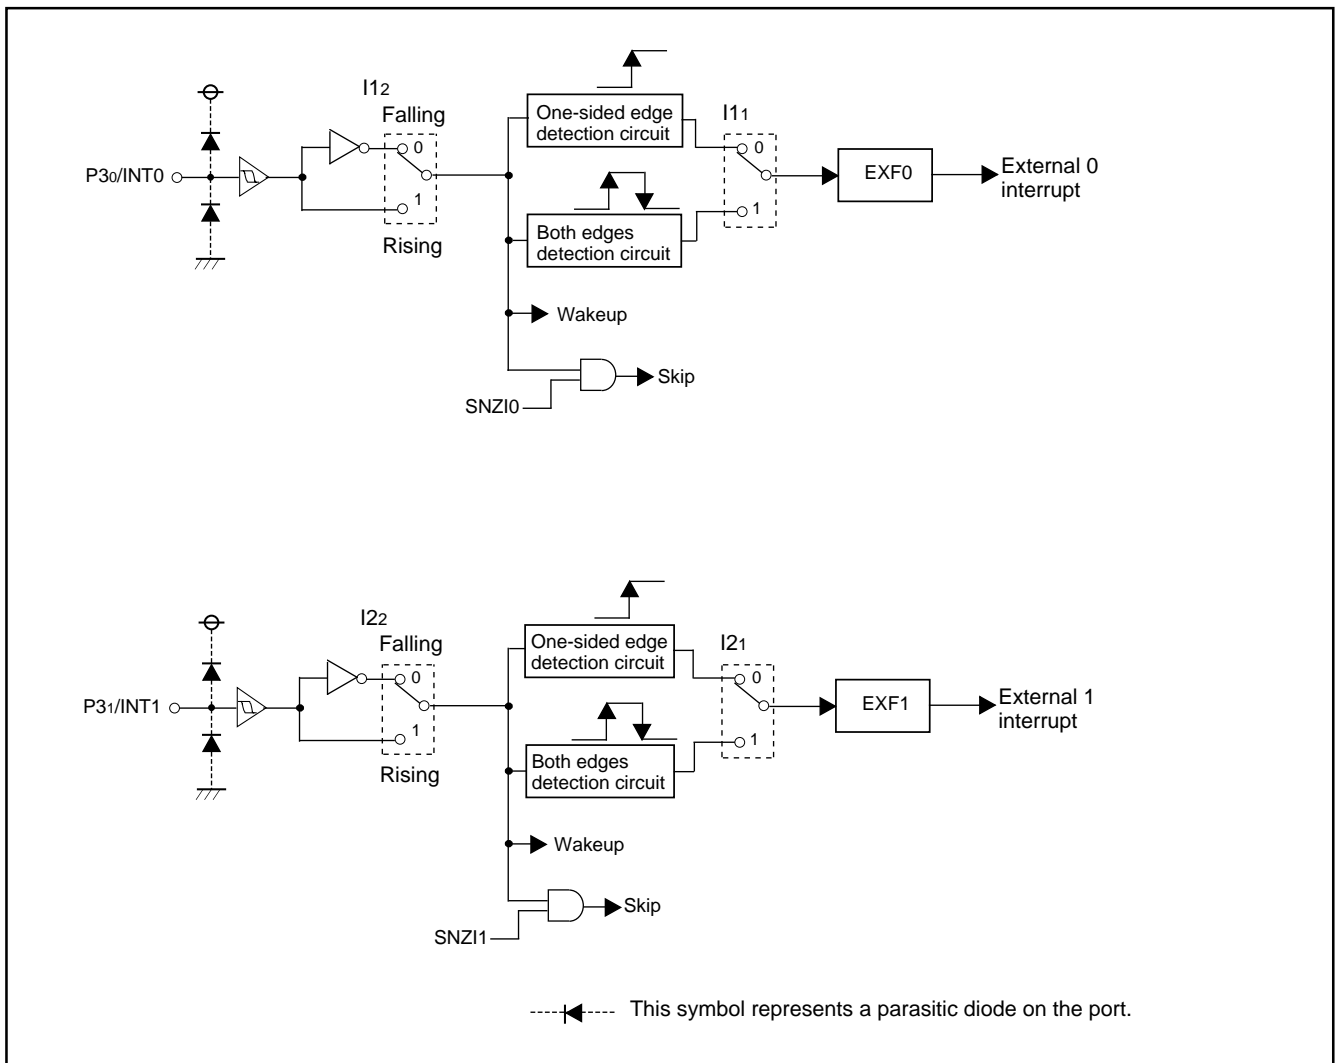 I12
Falling
0
1
Rising
P30/INT0
One-sided edge
detection circuit
Both edges
detection circuit
I11
0
1
EXF0
External 0
interrupt
Wakeup
Skip
SNZI0
I22
Falling
0
1
Rising
P31/INT1
One-sided edge
detection circuit
Both edges
detection circuit
I21
0
1
EXF1
External 1
interrupt
Wakeup
Skip
SNZI1
This symbol represents a parasitic diode on the port.